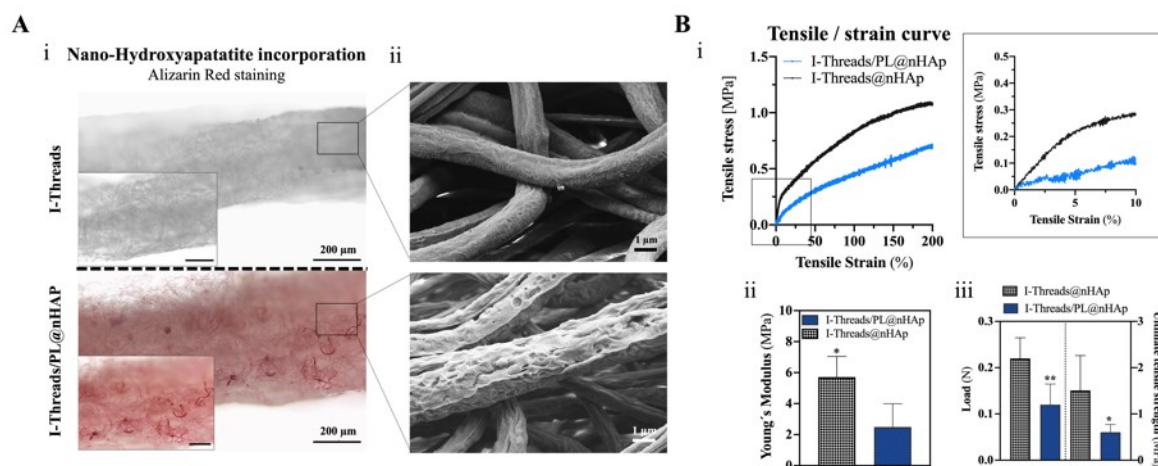 A
i
Nano-Hydroxyapatatite incorporation
Alizarin Red staining
ii
I-Threads
200 µm
1 µm
I-Threads/PL@nHAP
200 µm
1 µm
B
i
Tensile / strain curve
I-Threads/PL@nHAp
I-Threads@nHAp
Tensile stress [MPa]
1.5
1.0
0.5
0.0
0 50 100 150 200
Tensile Strain (%)
Tensile stress (MPa)
0.5
0.4
0.3
0.2
0.1
0.0
0 5 10
Tensile Strain (%)
ii
I-Threads/PL@nHAp
I-Threads@nHAp
Young´s Modulus (MPa)
10
8
6
4
2
0
*
iii
I-Threads@nHAp
I-Threads/PL@nHAp
Load (N)
0.3
0.2
0.1
0.0
**
*
3
2
1
0
Ultimate tensile strength (MPa